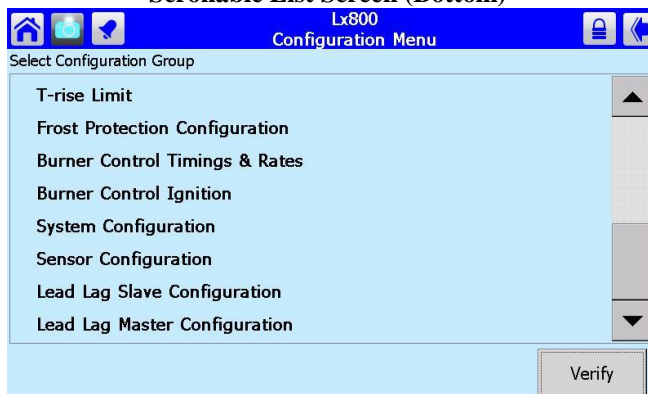 Scrollable List Screen (Bottom)
Lx800
Configuration Menu
Select Configuration Group
T-rise Limit
Frost Protection Configuration
Burner Control Timings & Rates
Burner Control Ignition
System Configuration
Sensor Configuration
Lead Lag Slave Configuration
Lead Lag Master Configuration
Verify